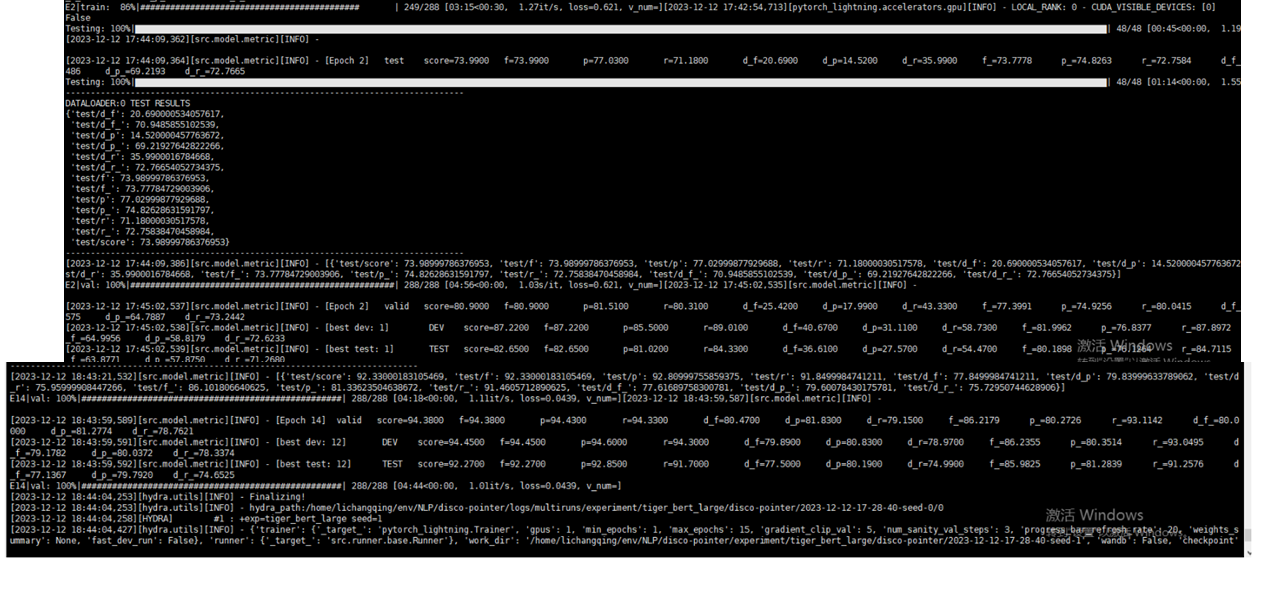 E2|train:  86%|############################################       | 249/288 [03:15<00:30,  1.27it/s, loss=0.621, v_num=][2023-12-12 17:42:54,713][pytorch_lightning.accelerators.gpu][INFO] - LOCAL_RANK: 0 - CUDA_VISIBLE_DEVICES: [0]
False
Testing: 100%| | 48/48 [00:45<00:00,  1.19
[2023-12-12 17:44:09,362][src.model.metric][INFO] -
[2023-12-12 17:44:09,364][src.model.metric][INFO] - [Epoch 2]   test    score=73.9900   f=73.9900   p=77.0300   r=71.1800   d_f=20.6900   d_p=14.5200   d_r=35.9900   f_=73.7778   p_=74.8263   r_=72.7584   d_f_
486     d_p_=69.2193   d_r_=72.7665
Testing: 100%| | 48/48 [01:14<00:00,  1.55
--------------------------------------------------------------------------------
DATALOADER:0 TEST RESULTS
{'test/d_f': 20.690000534057617,
'test/d_f_': 70.9485855102539,
'test/d_p': 14.520000457763672,
'test/d_p_': 69.21927642822266,
'test/d_r': 35.9900016784668,
'test/d_r_': 72.76654052734375,
'test/f': 73.98999786376953,
'test/f_': 73.77784729003906,
'test/p': 77.02999877929688,
'test/p_': 74.82628631591797,
'test/r': 71.18000030517578,
'test/r_': 72.75838470458984,
'test/score': 73.98999786376953}
--------------------------------------------------------------------------------
[2023-12-12 17:44:09,386][src.model.metric][INFO] - [{'test/score': 73.98999786376953, 'test/f': 73.98999786376953, 'test/p': 77.02999877929688, 'test/r': 71.18000030517578, 'test/d_f': 20.690000534057617, 'test/d_p': 14.520000457763672
st/d_r': 35.9900016784668, 'test/f_': 73.77784729003906, 'test/p_': 74.82628631591797, 'test/r_': 72.75838470458984, 'test/d_f_': 70.9485855102539, 'test/d_p_': 69.21927642822266, 'test/d_r_': 72.76654052734375}]
E2|val: 100%|#####################################################| 288/288 [04:56<00:00,  1.03s/it, loss=0.621, v_num=][2023-12-12 17:45:02,535][src.model.metric][INFO] -
[2023-12-12 17:45:02,537][src.model.metric][INFO] - [Epoch 2]   valid   score=80.9000   f=80.9000   p=81.5100   r=80.3100   d_f=25.4200   d_p=17.9900   d_r=43.3300   f_=77.3991   p_=74.9256   r_=80.0415   d_f_
575     d_p_=64.7887   d_r_=73.2442
[2023-12-12 17:45:02,538][src.model.metric][INFO] - [best dev: 1]   DEV   score=87.2200   f=87.2200   p=85.5000   r=89.0100   d_f=40.6700   d_p=31.1100   d_r=58.7300   f_=81.9962   p_=76.8377   r_=87.8972
_f_=64.9956   d_p_=58.8179   d_r_=72.6233
[2023-12-12 17:45:02,539][src.model.metric][INFO] - [best test: 1]   TEST   score=82.6500   f=82.6500   p=81.0200   r=84.3300   d_f=36.6100   d_p=27.5700   d_r=54.4700   f_=80.1898   p_=76.1264   r_=84.7115
_f_=63.8771   d_p_=57.8750   d_r_=71.2680
激活 Windows
[2023-12-12 18:43:21,532][src.model.metric][INFO] - [{'test/score': 92.33000183105469, 'test/f': 92.33000183105469, 'test/p': 92.80999755859375, 'test/r': 91.8499984741211, 'test/d_f': 77.8499984741211, 'test/d_p': 79.83999633789062, 'test/d
_r': 75.95999908447266, 'test/f_': 86.1101806640625, 'test/p_': 81.33623504638672, 'test/r_': 91.4605712890625, 'test/d_f_': 77.61689758300781, 'test/d_p_': 79.60078430175781, 'test/d_r_': 75.72950744628906}]
E14|val: 100%|####################################################| 288/288 [04:18<00:00,  1.11it/s, loss=0.0439, v_num=][2023-12-12 18:43:59,587][src.model.metric][INFO] -
[2023-12-12 18:43:59,589][src.model.metric][INFO] - [Epoch 14]   valid   score=94.3800   f=94.3800   p=94.4300   r=94.3300   d_f=80.4700   d_p=81.8300   d_r=79.1500   f_=86.2179   p_=80.2726   r_=93.1142   d_f_=80.0
000     d_p_=81.2774   d_r_=78.7621
[2023-12-12 18:43:59,591][src.model.metric][INFO] - [best dev: 12]   DEV   score=94.4500   f=94.4500   p=94.6000   r=94.3000   d_f=79.8900   d_p=80.8300   d_r=78.9700   f_=86.2355   p_=80.3514   r_=93.0495   d
_f_=79.1782   d_p_=80.0372   d_r_=78.3374
[2023-12-12 18:43:59,592][src.model.metric][INFO] - [best test: 12]   TEST   score=92.2700   f=92.2700   p=92.8500   r=91.7000   d_f=77.5000   d_p=80.1900   d_r=74.9900   f_=85.9825   p_=81.2839   r_=91.2576   d
_f_=77.1367   d_p_=79.7920   d_r_=74.6525
E14|val: 100%|####################################################| 288/288 [04:44<00:00,  1.01it/s, loss=0.0439, v_num=]
[2023-12-12 18:44:04,253][hydra.utils][INFO] - Finalizing!
[2023-12-12 18:44:04,253][hydra.utils][INFO] - hydra_path:/home/lichangqing/env/NLP/disco-pointer/logs/multiruns/experiment/tiger_bert_large/disco-pointer/2023-12-12-17-28-40-seed-0/0
[2023-12-12 18:44:04,258][HYDRA]        #1 : +exp=tiger_bert_large seed=1
激活 Windows
[2023-12-12 18:44:04,427][hydra.utils][INFO] - {'trainer': {'_target_': 'pytorch_lightning.Trainer', 'gpus': 1, 'min_epochs': 1, 'max_epochs': 15, 'gradient_clip_val': 5, 'num_sanity_val_steps': 3, 'progress_bar_refresh_rate': 20, 'weights_s
ummary': None, 'fast_dev_run': False}, 'runner': {'_target_': 'src.runner.base.Runner'}, 'work_dir': '/home/lichangqing/env/NLP/disco-pointer/experiment/tiger_bert_large/disco-pointer/2023-12-12-17-28-40-seed-1', 'wandb': False, 'checkpoint'